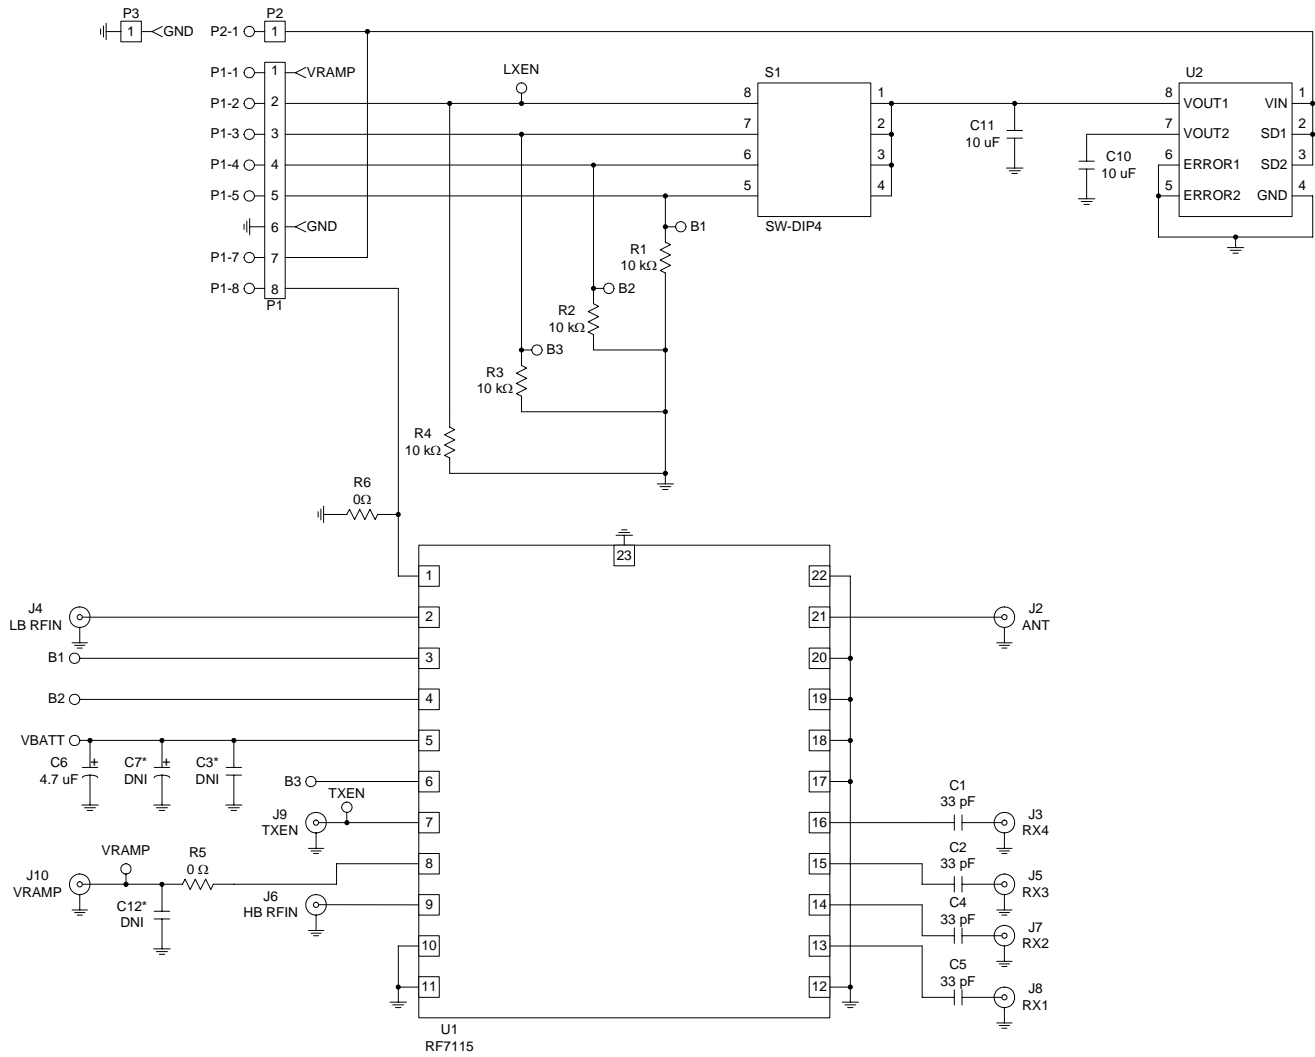 P3
1
GND
P2-1
P2
1
P1-1
1
VRAMP
P1-2
2
P1-3
3
P1-4
4
P1-5
5
6
GND
P1-7
7
P1-8
8
P1
LXEN
S1
8
7
6
5
1
2
3
4
SW-DIP4
C11
10 uF
C10
10 uF
U2
8
7
6
5
VOUT1
VOUT2
ERROR1
ERROR2
VIN
SD1
SD2
GND
1
2
3
4
B1
R1
10 kΩ
B2
R2
10 kΩ
B3
R3
10 kΩ
R4
10 kΩ
R6
0Ω
23
1
2
3
4
5
6
7
8
9
10
11
22
21
20
19
18
17
16
15
14
13
12
J4
LB RFIN
B1
B2
VBATT
C6
4.7 uF
+
C7*
DNI
+
C3*
DNI
B3
TXEN
J9
TXEN
VRAMP
J10
VRAMP
R5
0 Ω
C12*
DNI
J6
HB RFIN
J2
ANT
C1
33 pF
J3
RX4
C2
33 pF
J5
RX3
C4
33 pF
J7
RX2
C5
33 pF
J8
RX1
U1
RF7115